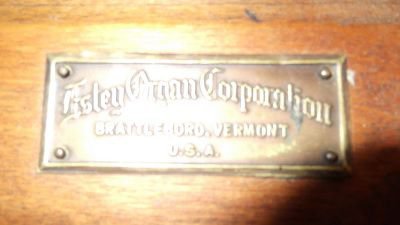 Estey Organ Corporation
BRATTLEBORO, VERMONT
U.S.A.